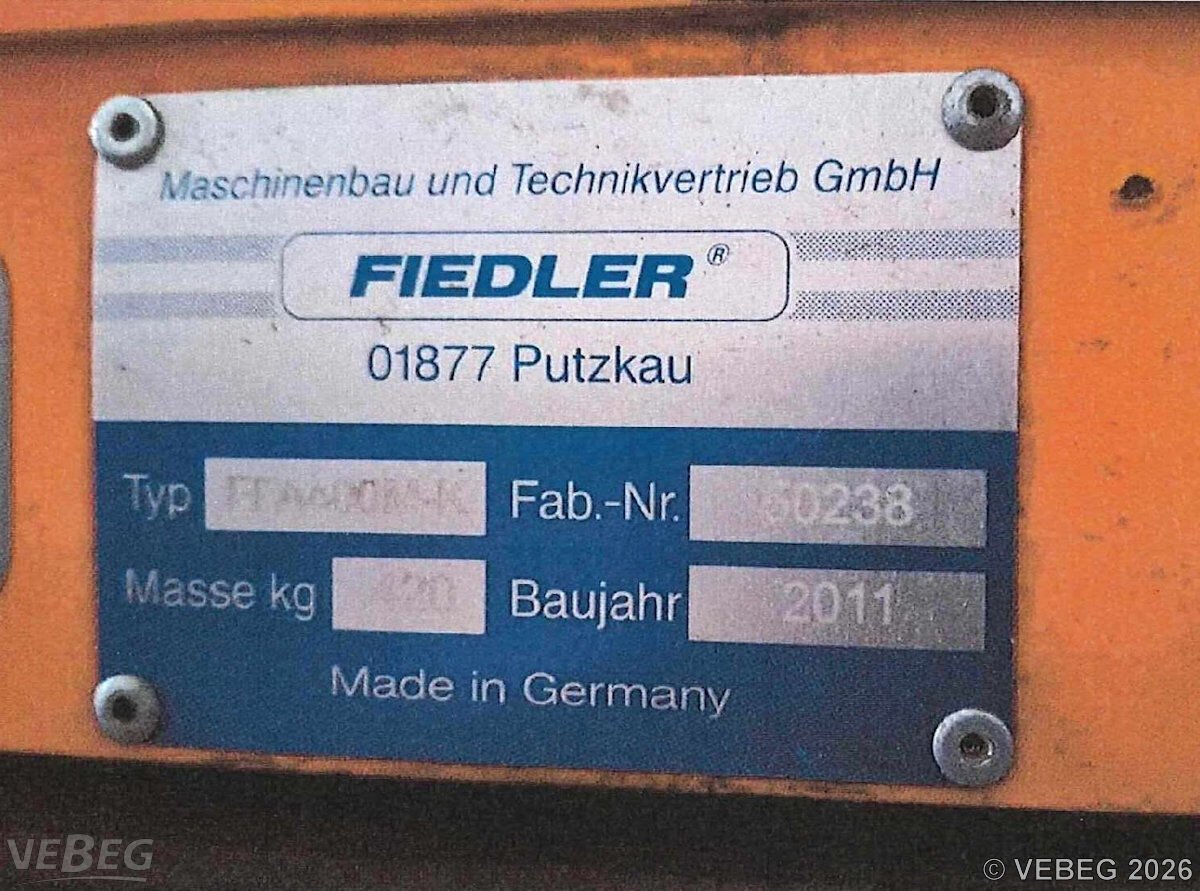 Maschinenbau und Technikvertrieb GmbH
FIEDLER®
01877 Putzkau
Typ Fab.-Nr.
Masse kg Baujahr 2011
Made in Germany
VEBEG
© VEBEG 2026